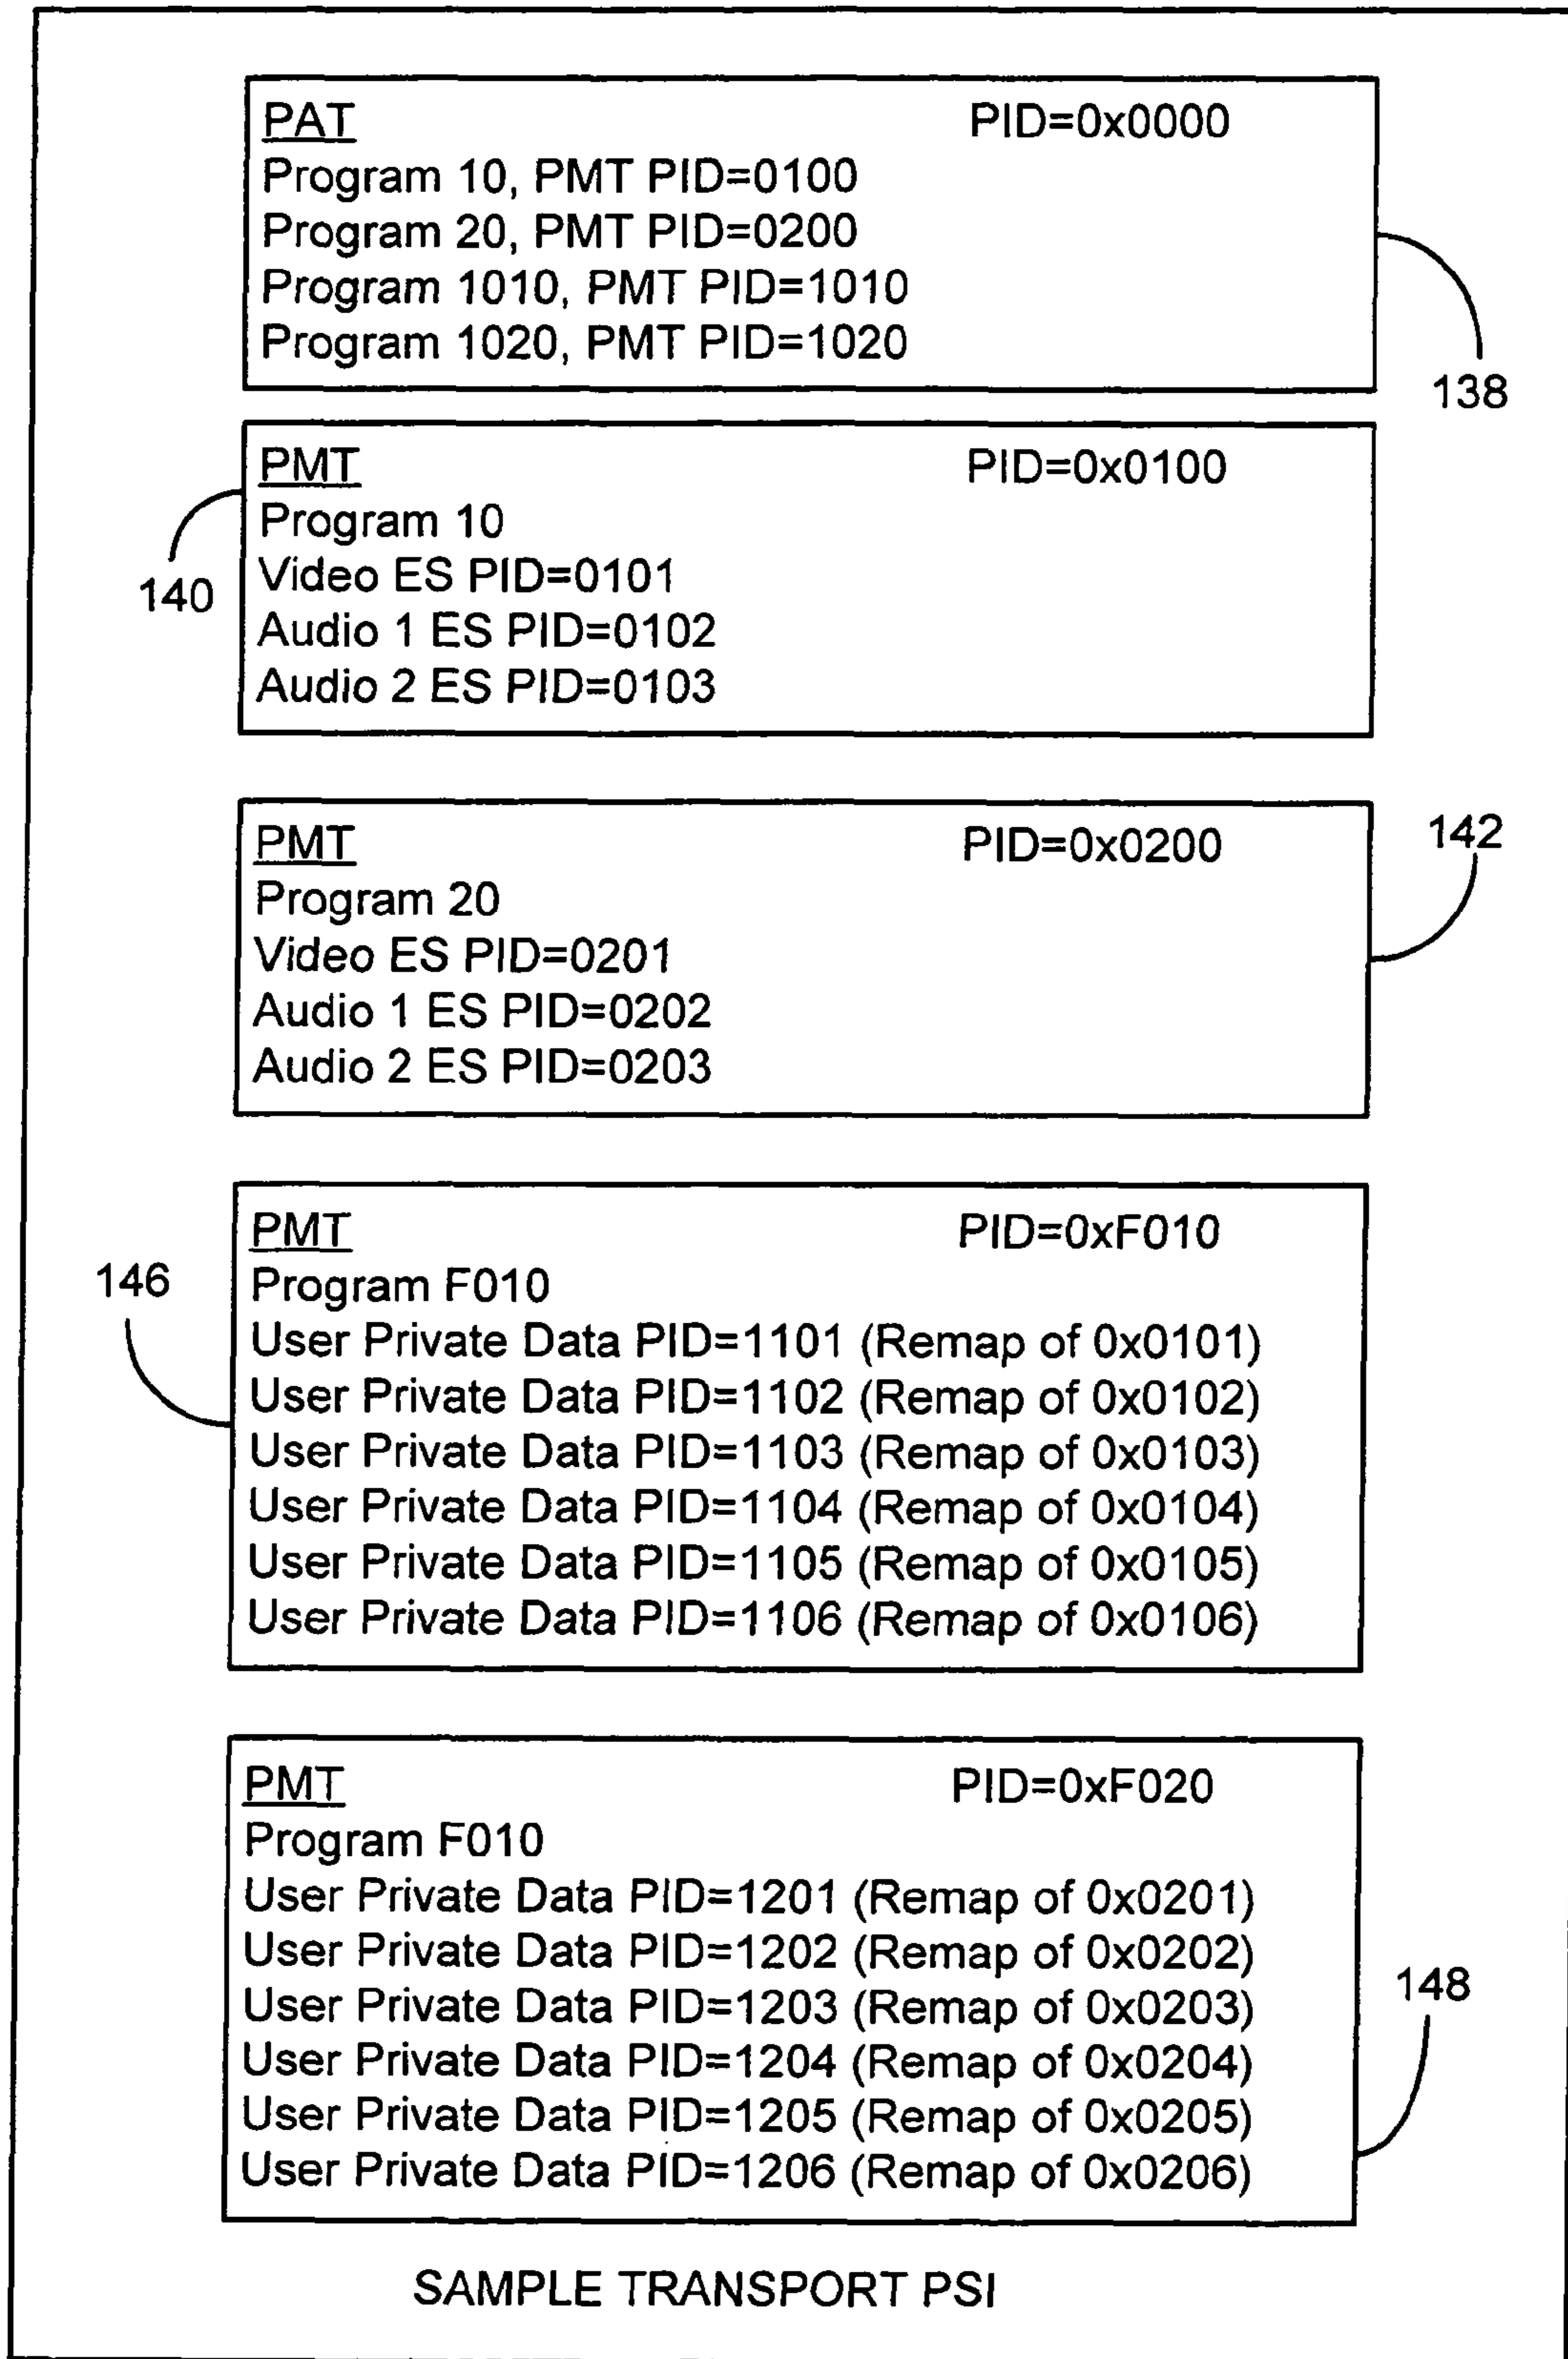 PAT PID=0x0000
Program 10, PMT PID=0100
Program 20, PMT PID=0200
Program 1010, PMT PID=1010
Program 1020, PMT PID=1020
138
PMT PID=0x0100
Program 10
Video ES PID=0101
Audio 1 ES PID=0102
Audio 2 ES PID=0103
140
PMT PID=0x0200
Program 20
Video ES PID=0201
Audio 1 ES PID=0202
Audio 2 ES PID=0203
142
PMT PID=0xF010
Program F010
User Private Data PID=1101 (Remap of 0x0101)
User Private Data PID=1102 (Remap of 0x0102)
User Private Data PID=1103 (Remap of 0x0103)
User Private Data PID=1104 (Remap of 0x0104)
User Private Data PID=1105 (Remap of 0x0105)
User Private Data PID=1106 (Remap of 0x0106)
146
PMT PID=0xF020
Program F010
User Private Data PID=1201 (Remap of 0x0201)
User Private Data PID=1202 (Remap of 0x0202)
User Private Data PID=1203 (Remap of 0x0203)
User Private Data PID=1204 (Remap of 0x0204)
User Private Data PID=1205 (Remap of 0x0205)
User Private Data PID=1206 (Remap of 0x0206)
148
SAMPLE TRANSPORT PSI